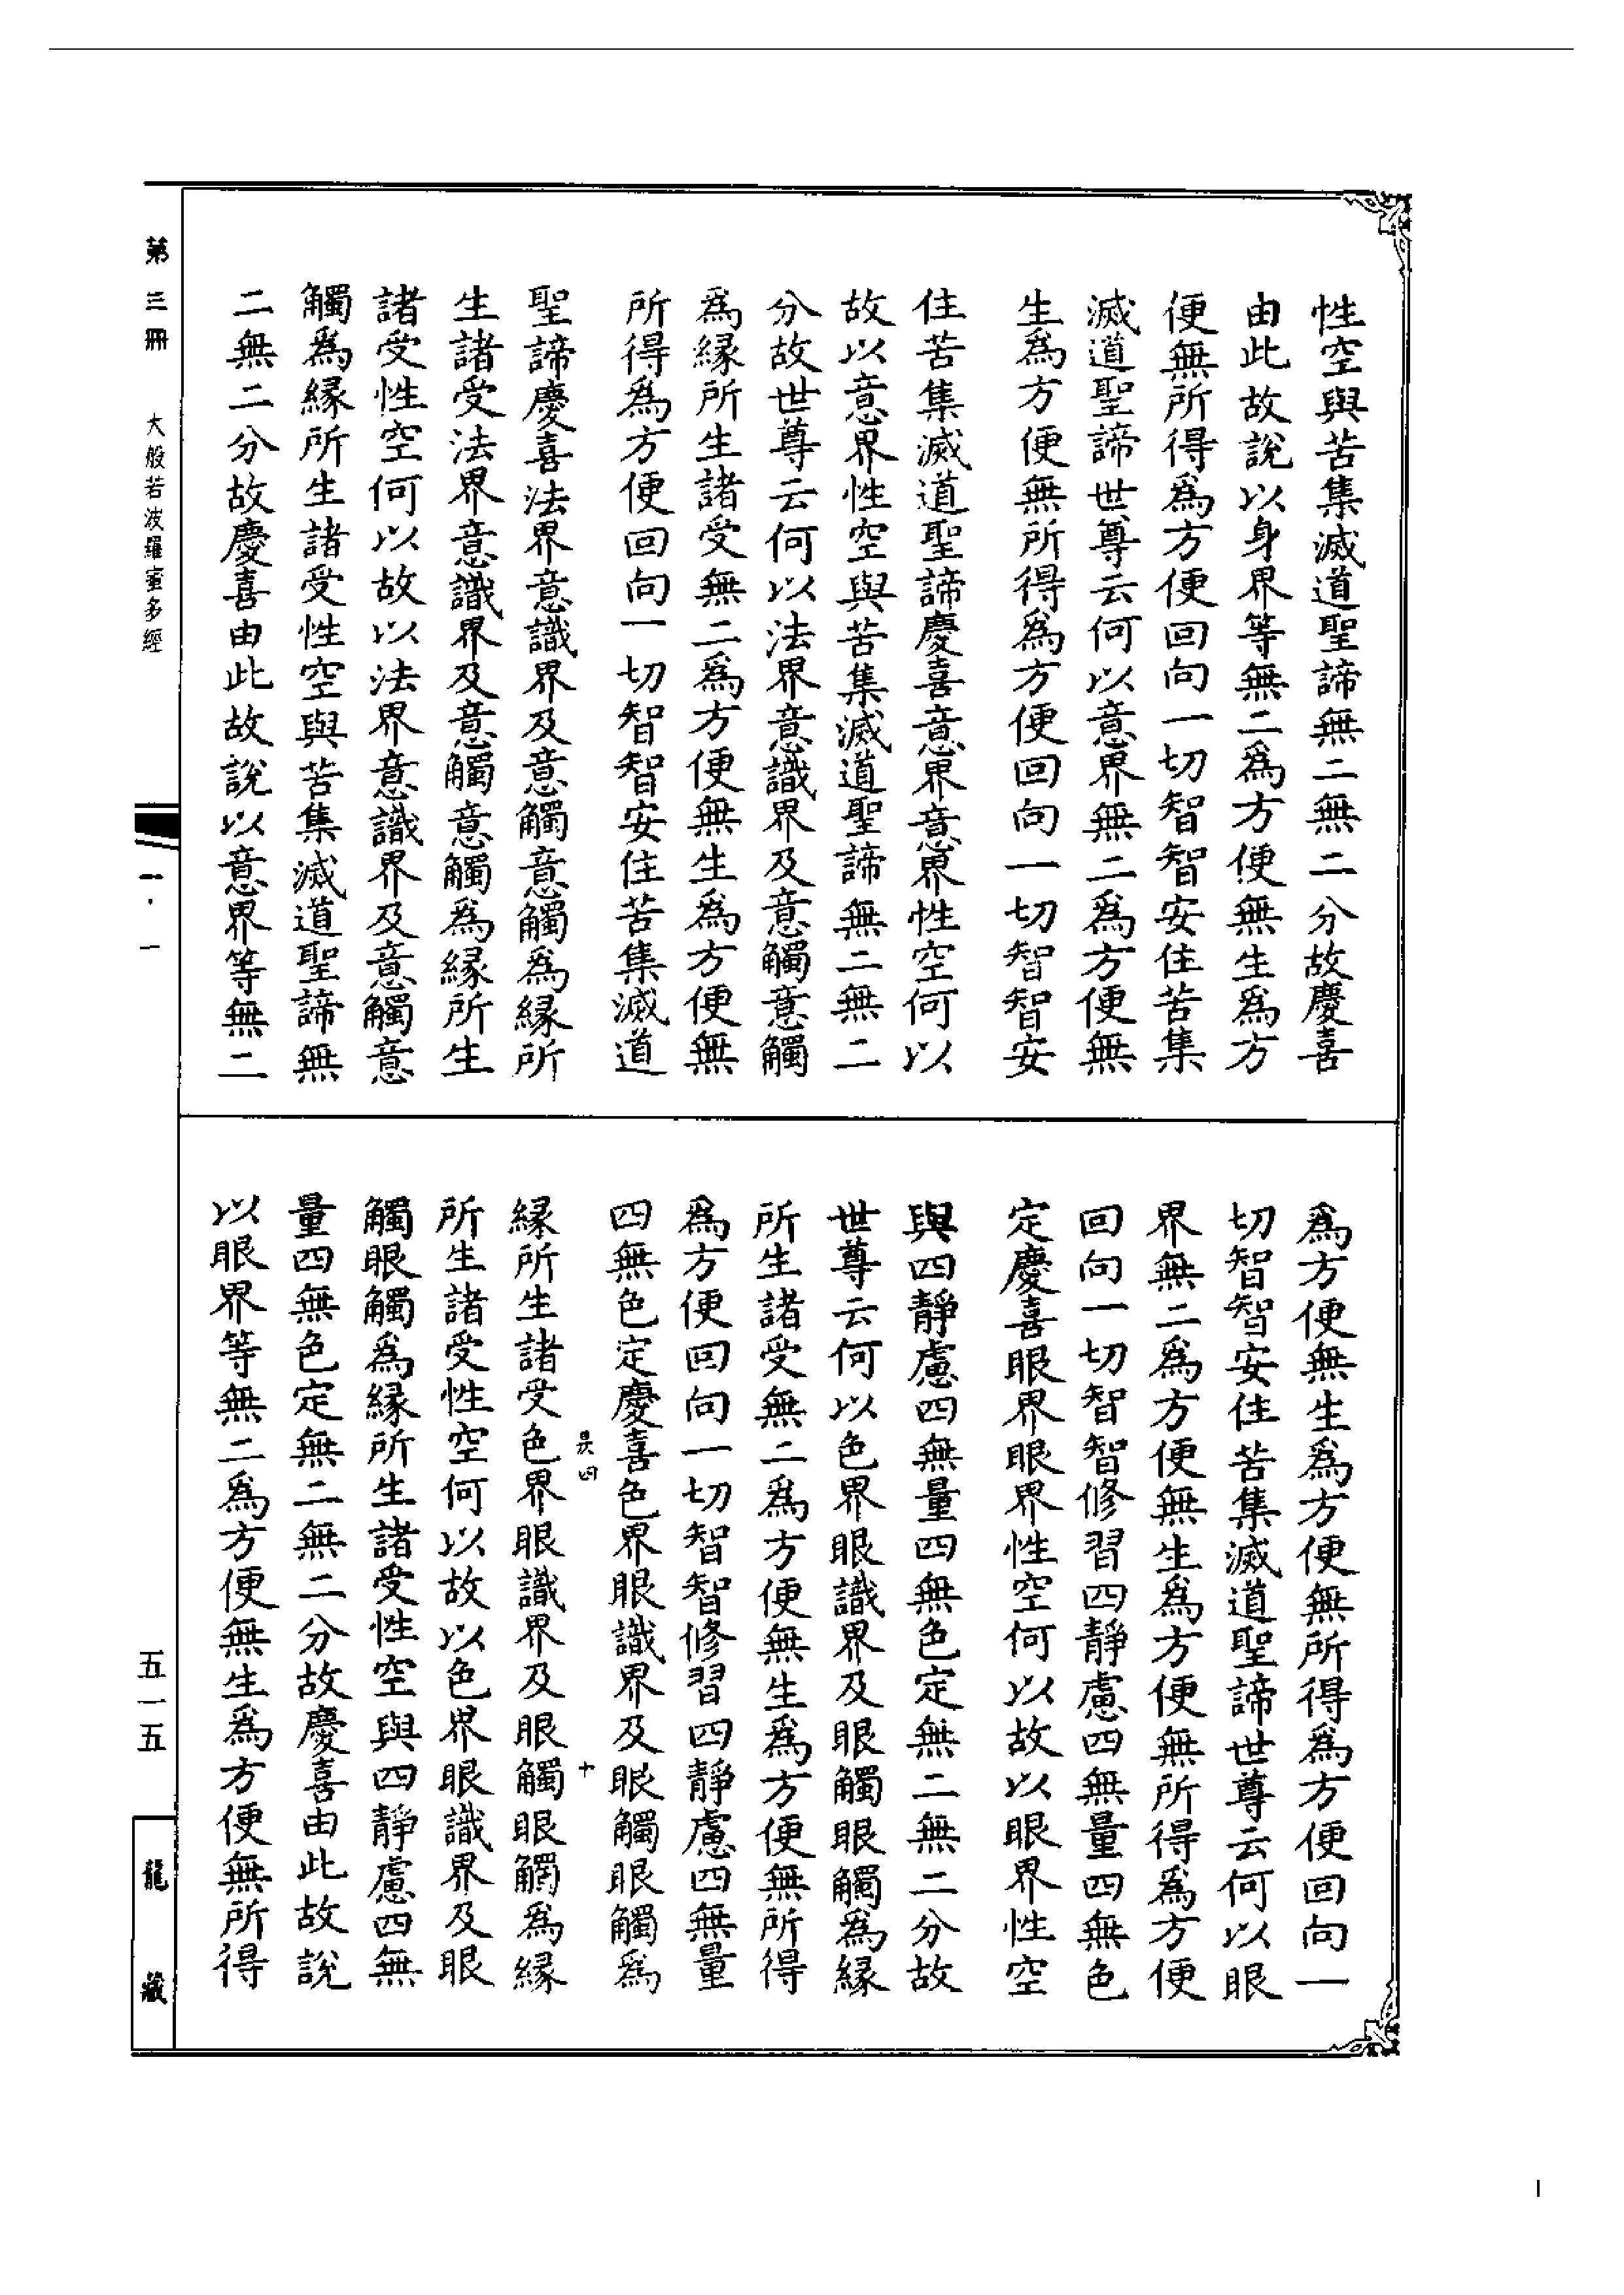 性空與苦集滅道聖諦無二無二分故慶喜
由此故說以身界等無二爲方便無生爲方
便無所得爲方便回向一切智智安住苦集
滅道聖諦世尊云何以意界無二爲方便無
生爲方便無所得爲方便回向一切智智安
住苦集滅道聖諦慶喜意界意界性空何以
故以意界性空與苦集滅道聖諦無二無二
分故世尊云何以法界意識界及意觸意觸
爲緣所生諸受無二爲方便無生爲方便無
所得爲方便回向一切智智安住苦集滅道
聖諦慶喜法界意識界及意觸意觸爲緣所
生諸受法界意識界及意觸意觸爲緣所生
諸受性空何以故以法界意識界及意觸意
觸爲緣所生諸受性空與苦集滅道聖諦無
二無二分故慶喜由此故說以意界等無二
爲方便無生爲方便無所得爲方便回向一
切智智安住苦集滅道聖諦世尊云何以眼
界無二爲方便無生爲方便無所得爲方便
回向一切智智修習四靜慮四無量四無色
定慶喜眼界眼界性空何以故以眼界性空
與四靜慮四無量四無色定無二無二分故
世尊云何以色界眼識界及眼觸眼觸爲緣
所生諸受無二爲方便無生爲方便無所得
爲方便回向一切智智修習四靜慮四無量
四無色定慶喜色界眼識界及眼觸眼觸爲
昃四 十
緣所生諸受色界眼識界及眼觸眼觸爲緣
所生諸受性空何以故以色界眼識界及眼
觸眼觸爲緣所生諸受性空與四靜慮四無
量四無色定無二無二分故慶喜由此故說
以眼界等無二爲方便無生爲方便無所得
第三冊 大般若波羅蜜多經 一·一 五一五 龍藏